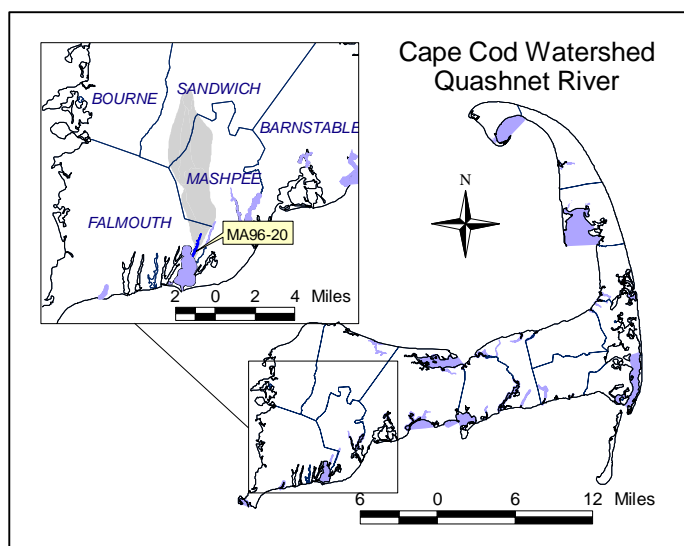 Cape Cod Watershed
Quashnet River
SANDWICH
BOURNE
BARNSTABLE
MASHPEE
FALMOUTH
MA96-20
2 0 2 4 Miles
N
6 0 6 12 Miles